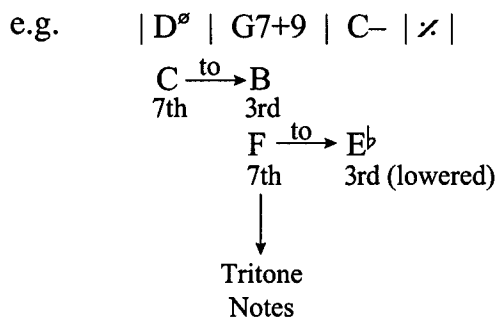 e.g. | Dø | G7+9 | C– | 𝄎 |
C to B
7th 3rd
F to E♭
7th 3rd (lowered)
Tritone
Notes